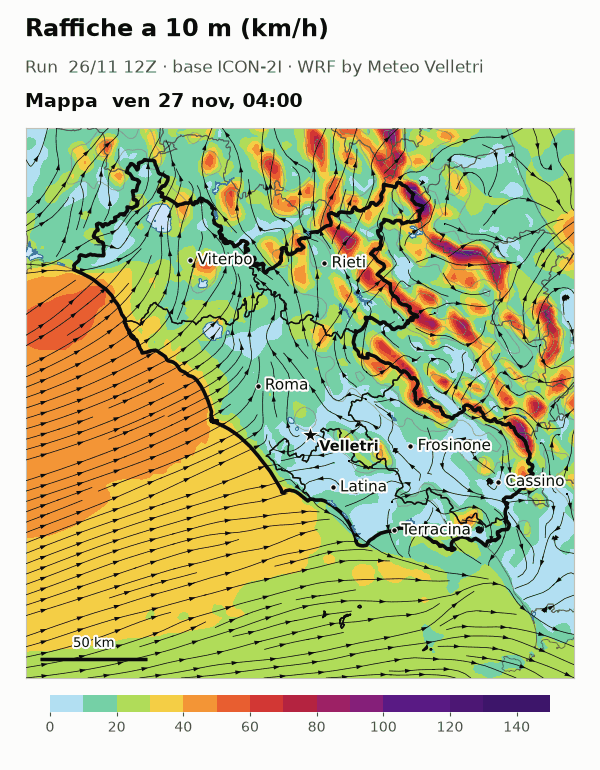 Raffiche a 10 m (km/h)
Run  26/11 12Z · base ICON-2I · WRF by Meteo Velletri
Mappa  ven 27 nov, 04:00
Viterbo
Rieti
Roma
Velletri
Frosinone
Latina
Cassino
Terracina
50 km
0 20 40 60 80 100 120 140